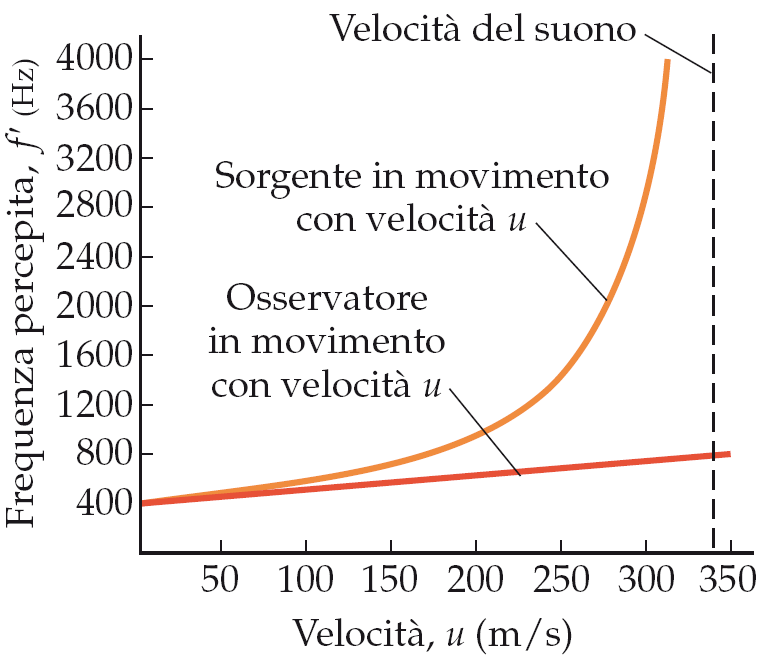 Velocità del suono
Frequenza percepita, f′ (Hz)
4000
3600
3200
2800
2400
2000
1600
1200
800
400
Sorgente in movimento
con velocità u
Osservatore
in movimento
con velocità u
50 100 150 200 250 300 350
Velocità, u (m/s)